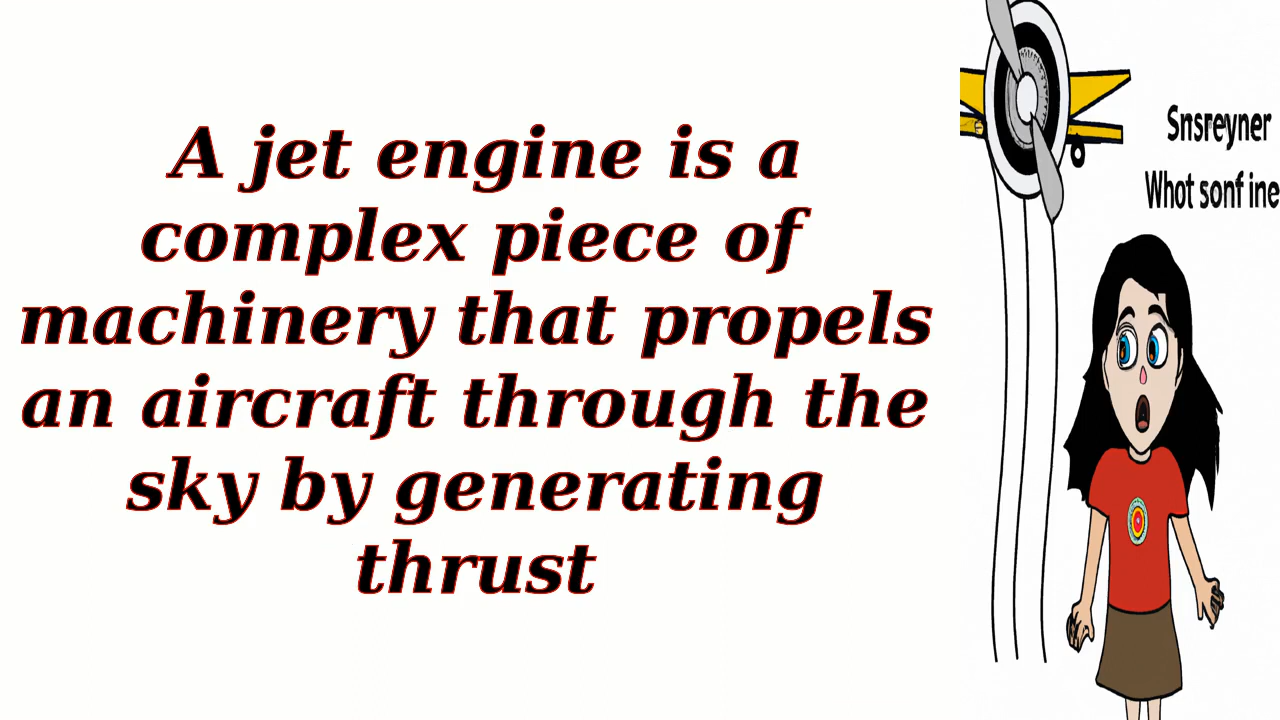 A jet engine is a
complex piece of
machinery that propels
an aircraft through the
sky by generating
thrust
Snsreyner
Whot sonf ine